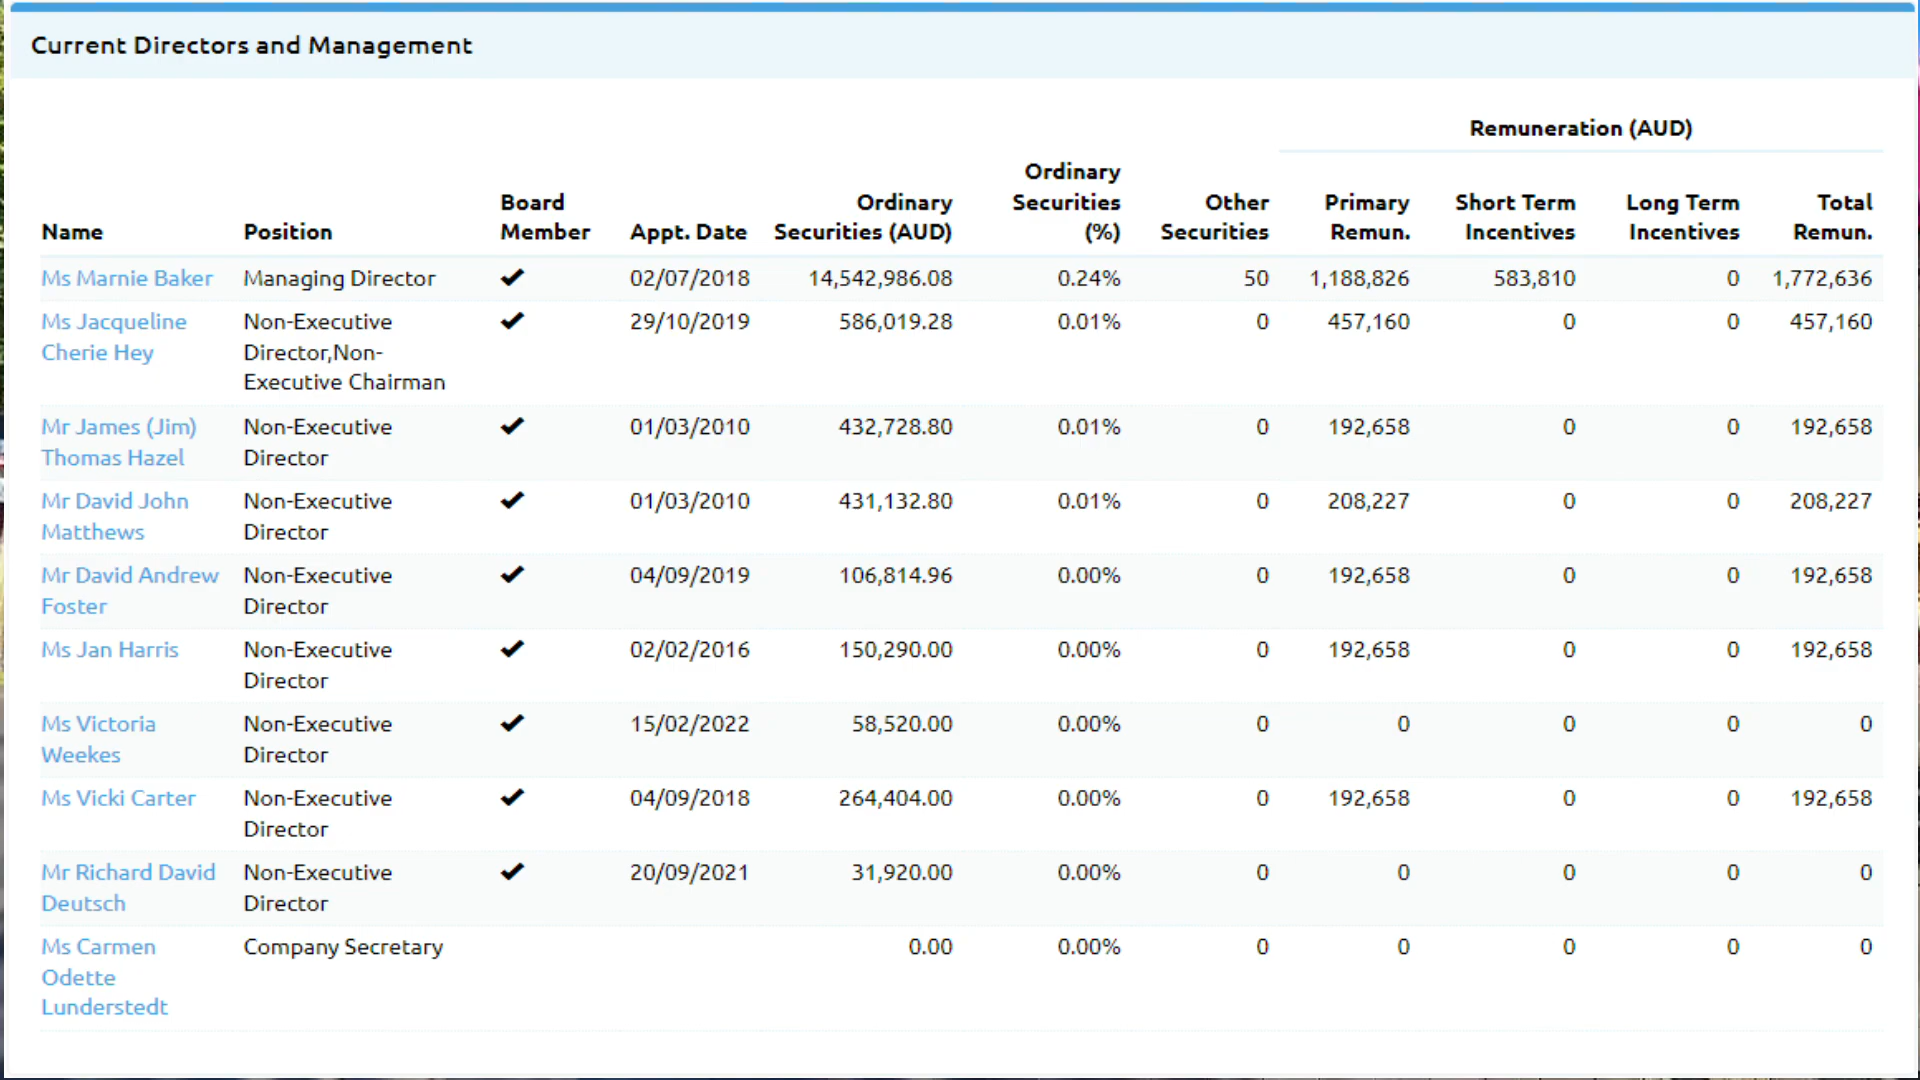 Current Directors and Management
Remuneration (AUD)
Name Position Board Member Appt. Date Ordinary Securities (AUD) Ordinary Securities (%) Other Securities Primary Remun. Short Term Incentives Long Term Incentives Total Remun.
Ms Marnie Baker Managing Director ✔ 02/07/2018 14,542,986.08 0.24% 50 1,188,826 583,810 0 1,772,636
Ms Jacqueline Non-Executive ✔ 29/10/2019 586,019.28 0.01% 0 457,160 0 0 457,160
Cherie Hey Director,Non-
Executive Chairman
Mr James (Jim) Non-Executive ✔ 01/03/2010 432,728.80 0.01% 0 192,658 0 0 192,658
Thomas Hazel Director
Mr David John Non-Executive ✔ 01/03/2010 431,132.80 0.01% 0 208,227 0 0 208,227
Matthews Director
Mr David Andrew Non-Executive ✔ 04/09/2019 106,814.96 0.00% 0 192,658 0 0 192,658
Foster Director
Ms Jan Harris Non-Executive ✔ 02/02/2016 150,290.00 0.00% 0 192,658 0 0 192,658
Director
Ms Victoria Non-Executive ✔ 15/02/2022 58,520.00 0.00% 0 0 0 0 0
Weekes Director
Ms Vicki Carter Non-Executive ✔ 04/09/2018 264,404.00 0.00% 0 192,658 0 0 192,658
Director
Mr Richard David Non-Executive ✔ 20/09/2021 31,920.00 0.00% 0 0 0 0 0
Deutsch Director
Ms Carmen Company Secretary 0.00 0.00% 0 0 0 0 0
Odette
Lunderstedt